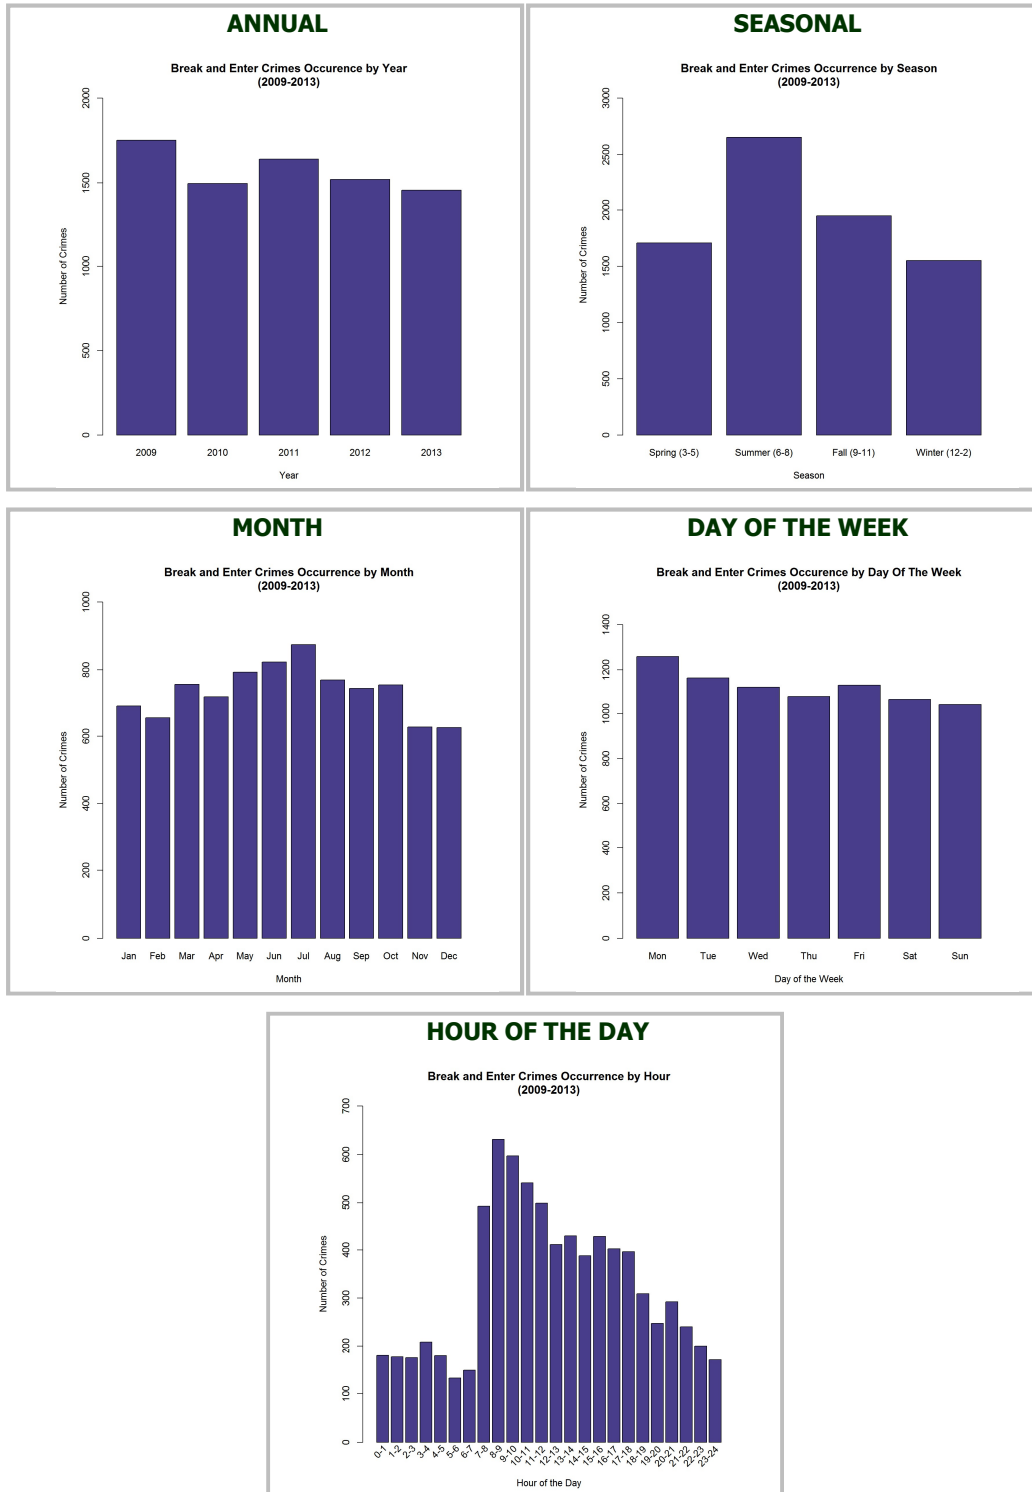 ANNUAL
Break and Enter Crimes Occurence by Year
(2009-2013)
Number of Crimes
2000
1500
1000
500
0
2009 2010 2011 2012 2013
Year
SEASONAL
Break and Enter Crimes Occurrence by Season
(2009-2013)
Number of Crimes
3000
2500
2000
1500
1000
500
0
Spring (3-5) Summer (6-8) Fall (9-11) Winter (12-2)
Season
MONTH
Break and Enter Crimes Occurrence by Month
(2009-2013)
Number of Crimes
1000
800
600
400
200
0
Jan Feb Mar Apr May Jun Jul Aug Sep Oct Nov Dec
Month
DAY OF THE WEEK
Break and Enter Crimes Occurence by Day Of The Week
(2009-2013)
Number of Crimes
1400
1200
1000
800
600
400
200
0
Mon Tue Wed Thu Fri Sat Sun
Day of the Week
HOUR OF THE DAY
Break and Enter Crimes Occurrence by Hour
(2009-2013)
Number of Crimes
700
600
500
400
300
200
100
0
0-1 1-2 2-3 3-4 4-5 5-6 6-7 7-8 8-9 9-10 10-11 11-12 12-13 13-14 14-15 15-16 16-17 17-18 18-19 19-20 20-21 21-22 22-23 23-24
Hour of the Day